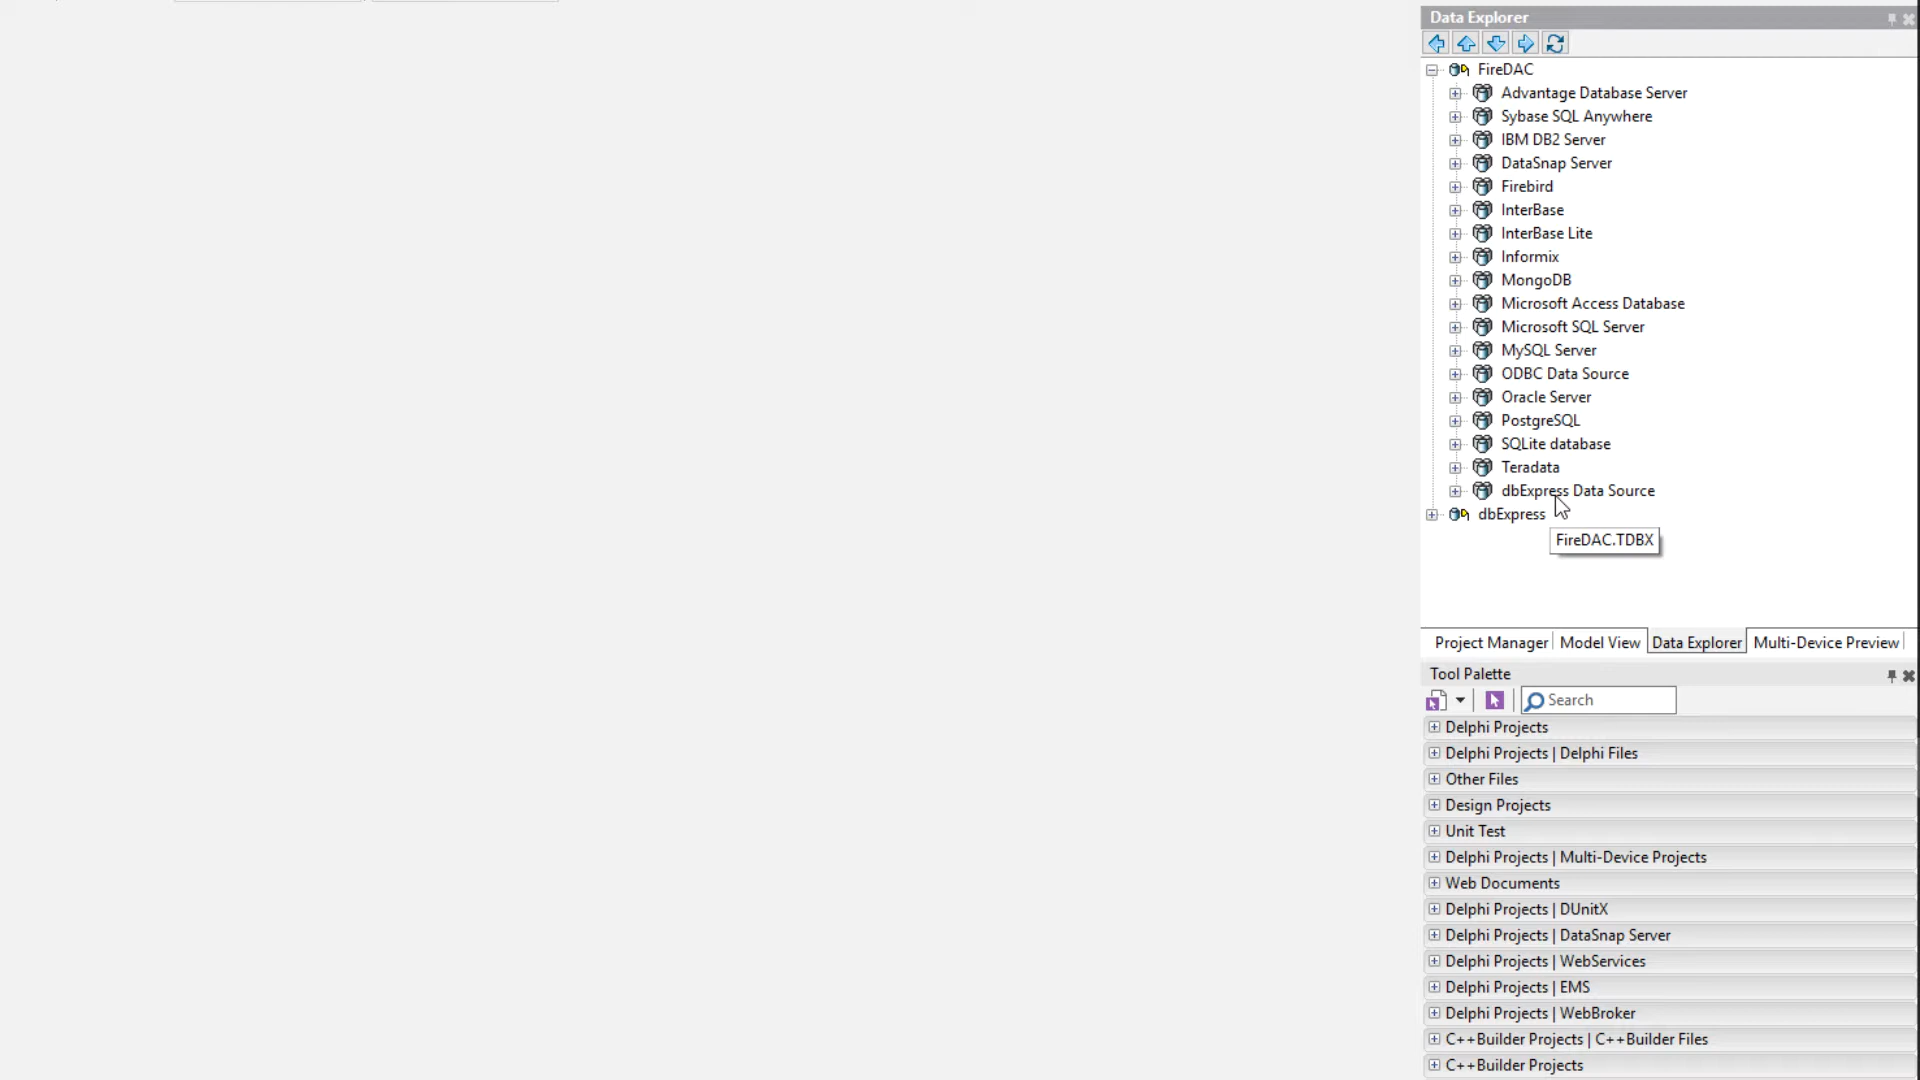 Data Explorer
FireDAC
Advantage Database Server
Sybase SQL Anywhere
IBM DB2 Server
DataSnap Server
Firebird
InterBase
InterBase Lite
Informix
MongoDB
Microsoft Access Database
Microsoft SQL Server
MySQL Server
ODBC Data Source
Oracle Server
PostgreSQL
SQLite database
Teradata
dbExpress Data Source
dbExpress
FireDAC.TDBX
Project Manager Model View Data Explorer Multi-Device Preview
Tool Palette
Search
Delphi Projects
Delphi Projects | Delphi Files
Other Files
Design Projects
Unit Test
Delphi Projects | Multi-Device Projects
Web Documents
Delphi Projects | DUnitX
Delphi Projects | DataSnap Server
Delphi Projects | WebServices
Delphi Projects | EMS
Delphi Projects | WebBroker
C++Builder Projects | C++Builder Files
C++Builder Projects